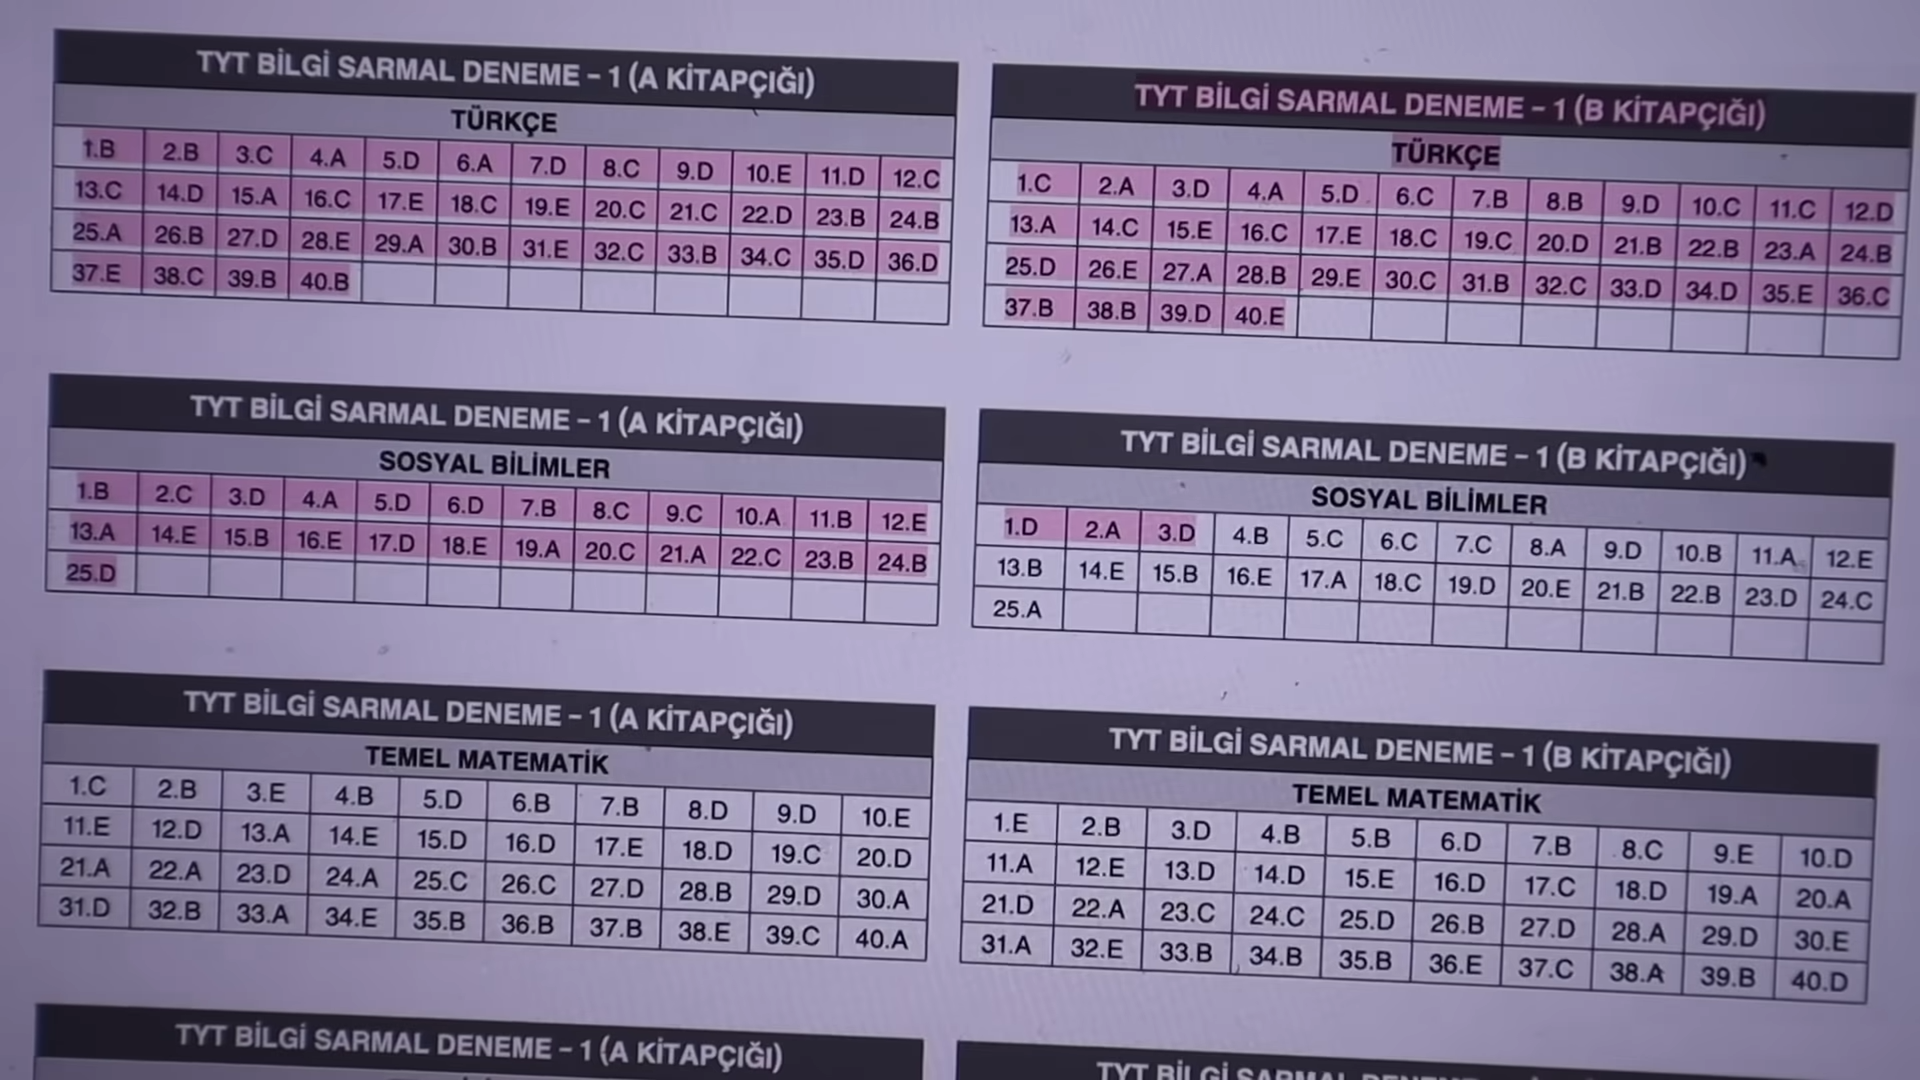 TYT BİLGİ SARMAL DENEME – 1 (A KİTAPÇIĞI)
TÜRKÇE
1.B 2.B 3.C 4.A 5.D 6.A 7.D 8.C 9.D 10.E 11.D 12.C
13.C 14.D 15.A 16.C 17.E 18.C 19.E 20.C 21.C 22.D 23.B 24.B
25.A 26.B 27.D 28.E 29.A 30.B 31.E 32.C 33.B 34.C 35.D 36.D
37.E 38.C 39.B 40.B
TYT BİLGİ SARMAL DENEME – 1 (B KİTAPÇIĞI)
TÜRKÇE
1.C 2.A 3.D 4.A 5.D 6.C 7.B 8.B 9.D 10.C 11.C 12.D
13.A 14.C 15.E 16.C 17.E 18.C 19.C 20.D 21.B 22.B 23.A 24.B
25.D 26.E 27.A 28.B 29.E 30.C 31.B 32.C 33.D 34.D 35.E 36.C
37.B 38.B 39.D 40.E
TYT BİLGİ SARMAL DENEME – 1 (A KİTAPÇIĞI)
SOSYAL BİLİMLER
1.B 2.C 3.D 4.A 5.D 6.D 7.B 8.C 9.C 10.A 11.B 12.E
13.A 14.E 15.B 16.E 17.D 18.E 19.A 20.C 21.A 22.C 23.B 24.B
25.D
TYT BİLGİ SARMAL DENEME – 1 (B KİTAPÇIĞI)
SOSYAL BİLİMLER
1.D 2.A 3.D 4.B 5.C 6.C 7.C 8.A 9.D 10.B 11.A 12.E
13.B 14.E 15.B 16.E 17.A 18.C 19.D 20.E 21.B 22.B 23.D 24.C
25.A
TYT BİLGİ SARMAL DENEME – 1 (A KİTAPÇIĞI)
TEMEL MATEMATİK
1.C 2.B 3.E 4.B 5.D 6.B 7.B 8.D 9.D 10.E
11.E 12.D 13.A 14.E 15.D 16.D 17.E 18.D 19.C 20.D
21.A 22.A 23.D 24.A 25.C 26.C 27.D 28.B 29.D 30.A
31.D 32.B 33.A 34.E 35.B 36.B 37.B 38.E 39.C 40.A
TYT BİLGİ SARMAL DENEME – 1 (B KİTAPÇIĞI)
TEMEL MATEMATİK
1.E 2.B 3.D 4.B 5.B 6.D 7.B 8.C 9.E 10.D
11.A 12.E 13.D 14.D 15.E 16.D 17.C 18.D 19.A 20.A
21.D 22.A 23.C 24.C 25.D 26.B 27.D 28.A 29.D 30.E
31.A 32.E 33.B 34.B 35.B 36.E 37.C 38.A 39.B 40.D
TYT BİLGİ SARMAL DENEME – 1 (A KİTAPÇIĞI)
TYT BİLGİ SARMAL DENEME